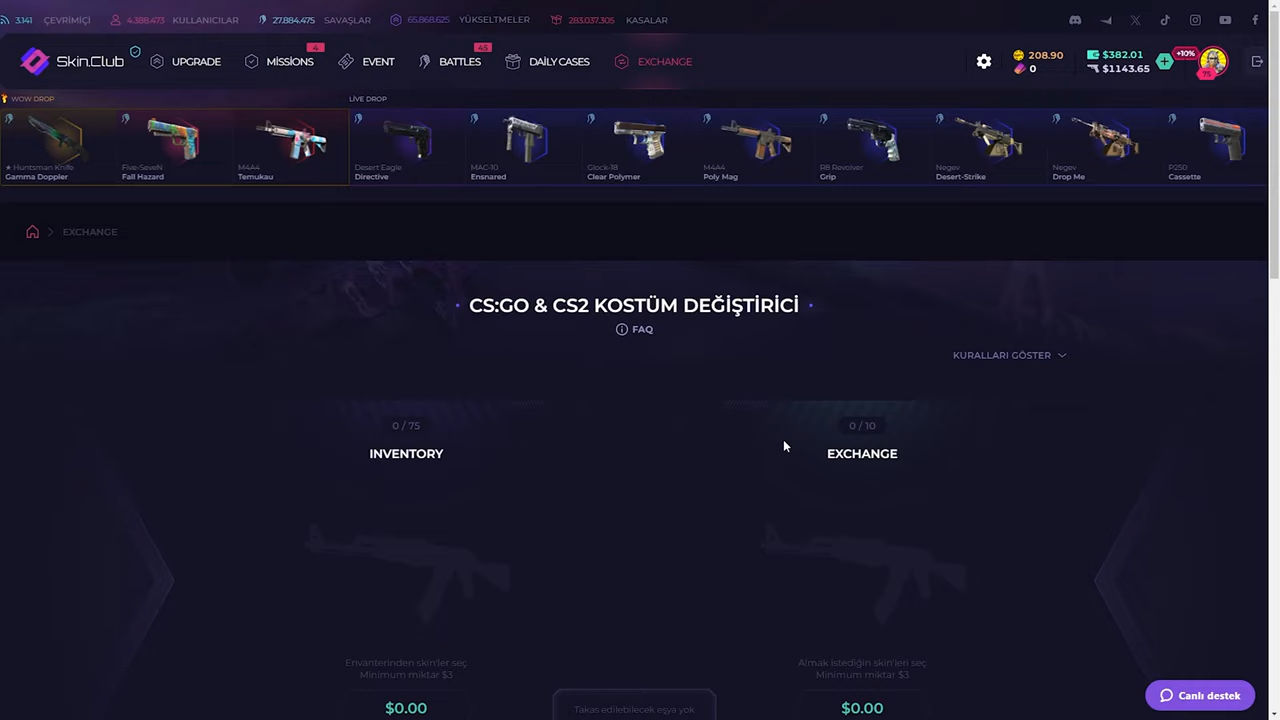 3.141 ÇEVRİMİÇİ 4.388.473 KULLANICILAR 27.884.475 SAVAŞLAR 65.868.625 YÜKSELTMELER 283.037.305 KASALAR
Skin.Club UPGRADE 4 MISSIONS EVENT 45 BATTLES DAILY CASES EXCHANGE 208.90 0 $382.01 $1143.65 +10% 75
WOW DROP LİVE DROP
★ Huntsman Knife Five-SeveN M4A4 Desert Eagle MAC-10 Glock-18 M4A4 R8 Revolver Negev Negev P250
Gamma Doppler Fall Hazard Temukau Directive Ensnared Clear Polymer Poly Mag Grip Desert-Strike Drop Me Cassette
EXCHANGE
CS:GO & CS2 KOSTÜM DEĞİŞTİRİCİ
FAQ
KURALLARI GÖSTER
0 / 75 0 / 10
INVENTORY EXCHANGE
Envanterinden skin'ler seç Almak istediğin skin'leri seç
Minimum miktar $3 Minimum miktar $3
$0.00 Takas edilebilecek eşya yok $0.00
Canlı destek